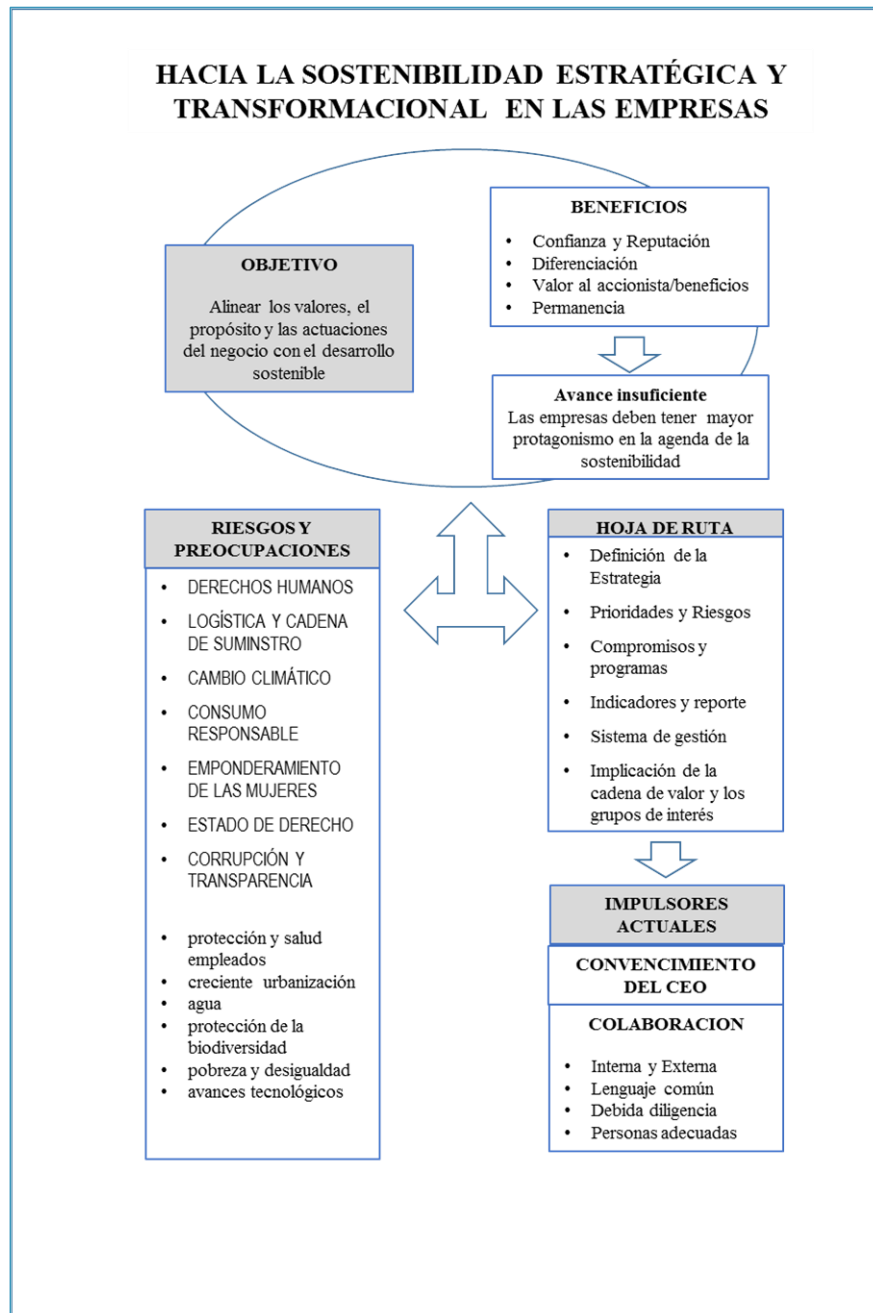 HACIA LA SOSTENIBILIDAD ESTRATÉGICA Y
TRANSFORMACIONAL EN LAS EMPRESAS
OBJETIVO
Alinear los valores, el
propósito y las actuaciones
del negocio con el desarrollo
sostenible
BENEFICIOS
• Confianza y Reputación
• Diferenciación
• Valor al accionista/beneficios
• Permanencia
Avance insuficiente
Las empresas deben tener mayor
protagonismo en la agenda de la
sostenibilidad
RIESGOS Y
PREOCUPACIONES
• DERECHOS HUMANOS
• LOGÍSTICA Y CADENA
DE SUMINSTRO
• CAMBIO CLIMÁTICO
• CONSUMO
RESPONSABLE
• EMPONDERAMIENTO
DE LAS MUJERES
• ESTADO DE DERECHO
• CORRUPCIÓN Y
TRANSPARENCIA
• protección y salud
empleados
• creciente urbanización
• agua
• protección de la
biodiversidad
• pobreza y desigualdad
• avances tecnológicos
HOJA DE RUTA
• Definición de la
Estrategia
• Prioridades y Riesgos
• Compromisos y
programas
• Indicadores y reporte
• Sistema de gestión
• Implicación de la
cadena de valor y los
grupos de interés
IMPULSORES
ACTUALES
CONVENCIMIENTO
DEL CEO
COLABORACION
• Interna y Externa
• Lenguaje común
• Debida diligencia
• Personas adecuadas